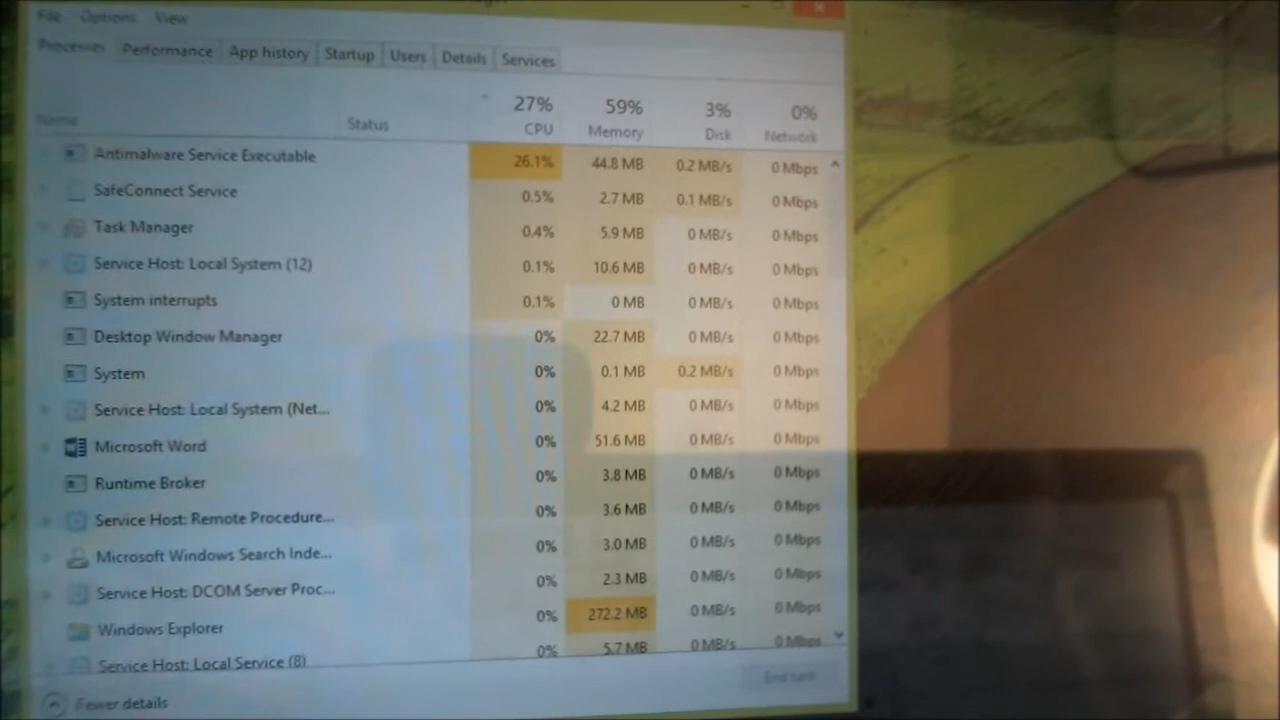 File Options View
Processes Performance App history Startup Users Details Services
27% 59% 3% 0%
Name Status CPU Memory Disk Network
Antimalware Service Executable 26.1% 44.8 MB 0.2 MB/s 0 Mbps
SafeConnect Service 0.5% 2.7 MB 0.1 MB/s 0 Mbps
Task Manager 0.4% 5.9 MB 0 MB/s 0 Mbps
Service Host: Local System (12) 0.1% 10.6 MB 0 MB/s 0 Mbps
System interrupts 0.1% 0 MB 0 MB/s 0 Mbps
Desktop Window Manager 0% 22.7 MB 0 MB/s 0 Mbps
System 0% 0.1 MB 0.2 MB/s 0 Mbps
Service Host: Local System (Net... 0% 4.2 MB 0 MB/s 0 Mbps
Microsoft Word 0% 51.6 MB 0 MB/s 0 Mbps
Runtime Broker 0% 3.8 MB 0 MB/s 0 Mbps
Service Host: Remote Procedure... 0% 3.6 MB 0 MB/s 0 Mbps
Microsoft Windows Search Inde... 0% 3.0 MB 0 MB/s 0 Mbps
Service Host: DCOM Server Proc... 0% 2.3 MB 0 MB/s 0 Mbps
Windows Explorer 0% 272.2 MB 0 MB/s 0 Mbps
Service Host: Local Service (8) 0% 5.7 MB 0 MB/s 0 Mbps
Fewer details End task